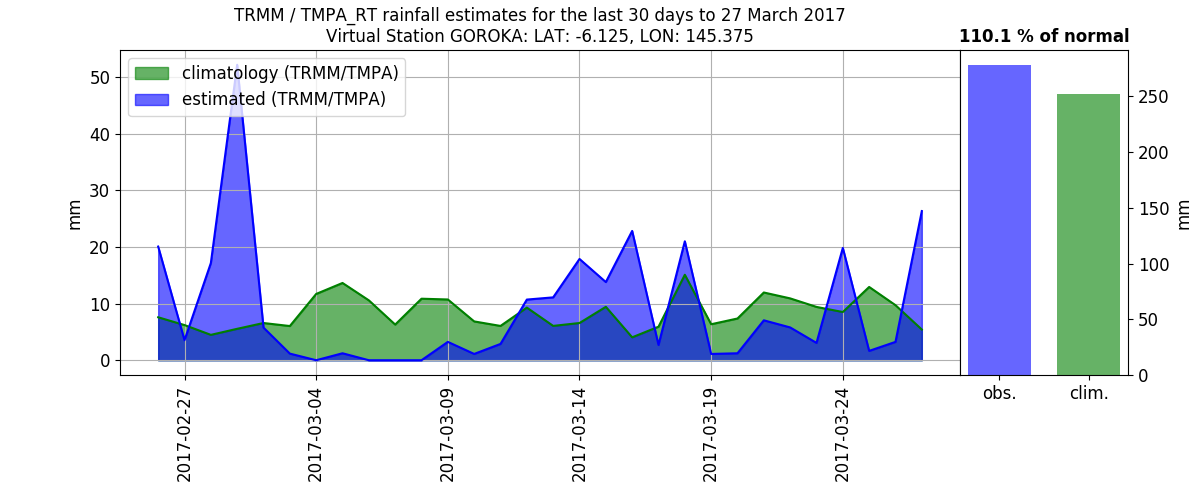 TRMM / TMPA_RT rainfall estimates for the last 30 days to 27 March 2017
Virtual Station GOROKA: LAT: -6.125, LON: 145.375
110.1 % of normal
climatology (TRMM/TMPA)
estimated (TRMM/TMPA)
50
40
30
20
10
0
mm
2017-02-27
2017-03-04
2017-03-09
2017-03-14
2017-03-19
2017-03-24
250
200
150
100
50
0
mm
obs.
clim.